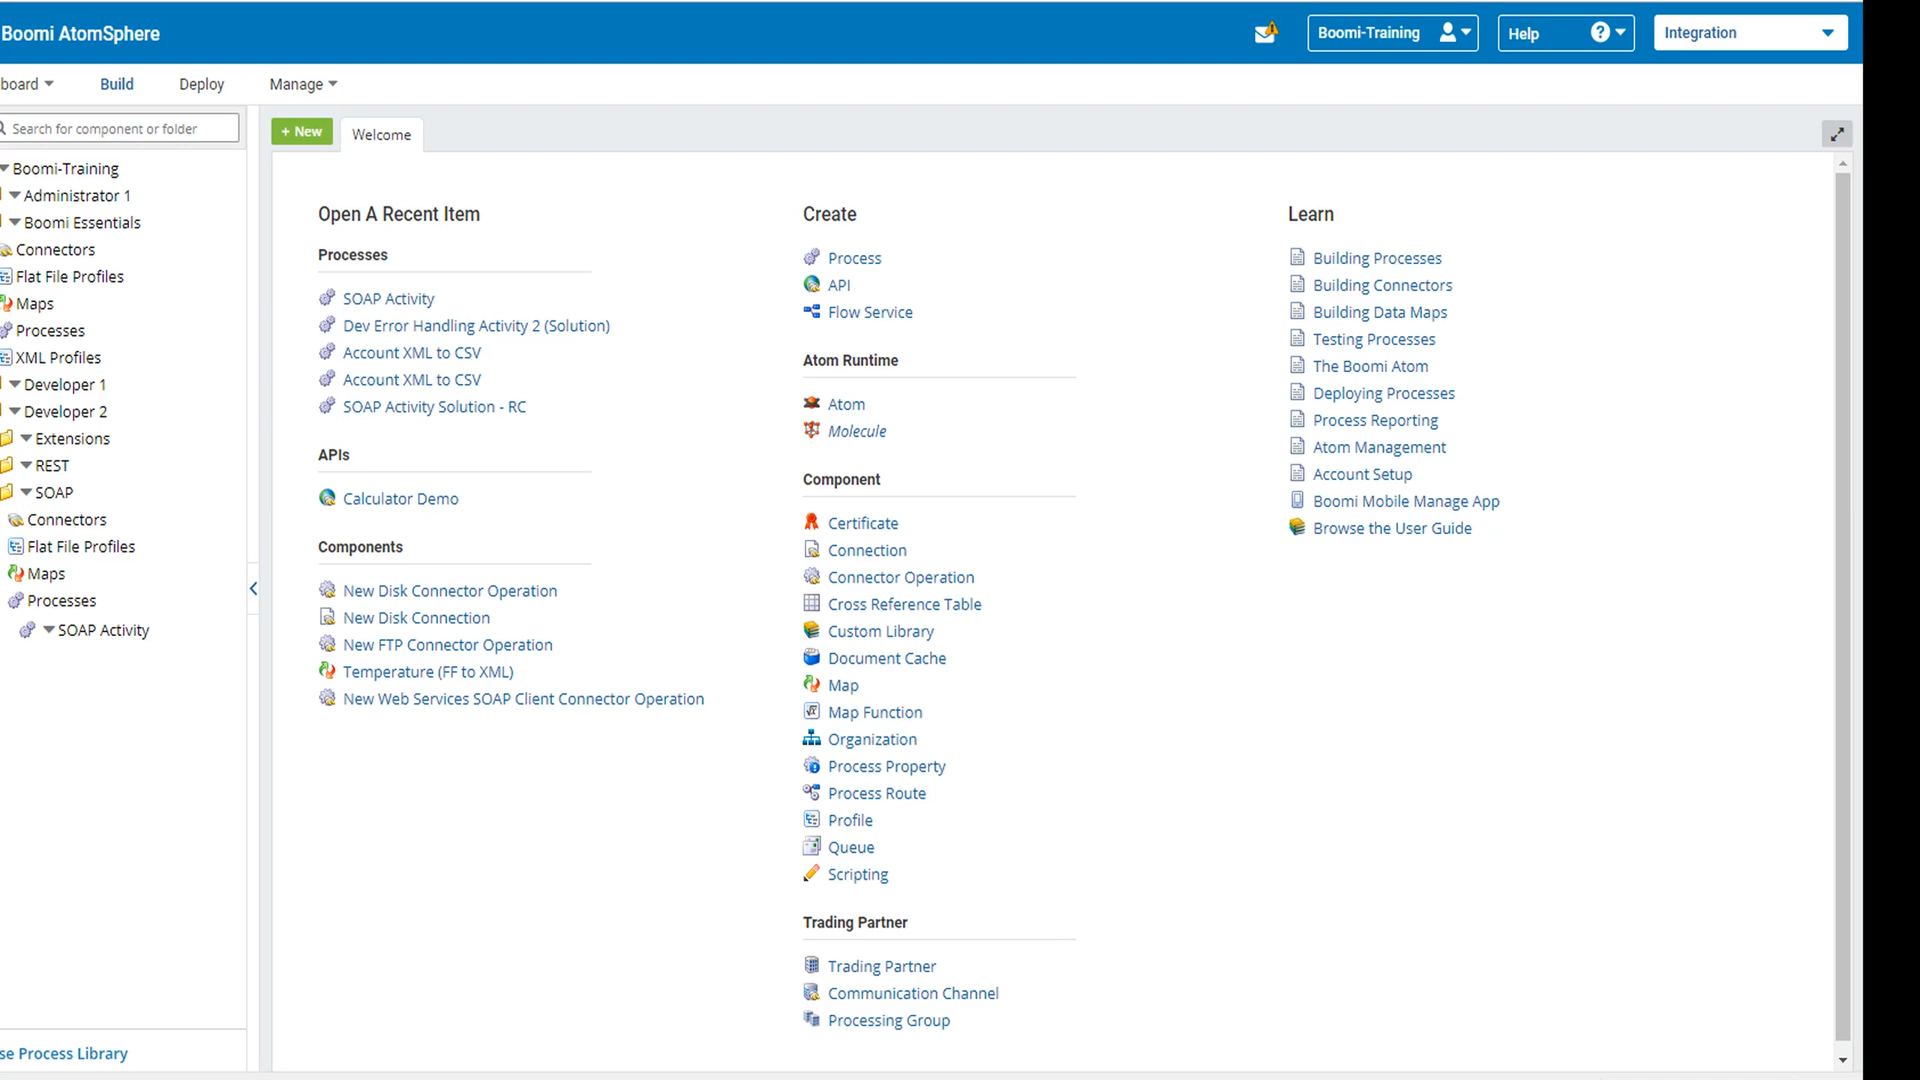 Boomi AtomSphere
Boomi-Training
Help
Integration
board
Build
Deploy
Manage
Search for component or folder
+ New
Welcome
Boomi-Training
Administrator 1
Boomi Essentials
Connectors
Flat File Profiles
Maps
Processes
XML Profiles
Developer 1
Developer 2
Extensions
REST
SOAP
Connectors
Flat File Profiles
Maps
Processes
SOAP Activity
se Process Library
Open A Recent Item
Processes
SOAP Activity
Dev Error Handling Activity 2 (Solution)
Account XML to CSV
Account XML to CSV
SOAP Activity Solution - RC
APIs
Calculator Demo
Components
New Disk Connector Operation
New Disk Connection
New FTP Connector Operation
Temperature (FF to XML)
New Web Services SOAP Client Connector Operation
Create
Process
API
Flow Service
Atom Runtime
Atom
Molecule
Component
Certificate
Connection
Connector Operation
Cross Reference Table
Custom Library
Document Cache
Map
Map Function
Organization
Process Property
Process Route
Profile
Queue
Scripting
Trading Partner
Trading Partner
Communication Channel
Processing Group
Learn
Building Processes
Building Connectors
Building Data Maps
Testing Processes
The Boomi Atom
Deploying Processes
Process Reporting
Atom Management
Account Setup
Boomi Mobile Manage App
Browse the User Guide